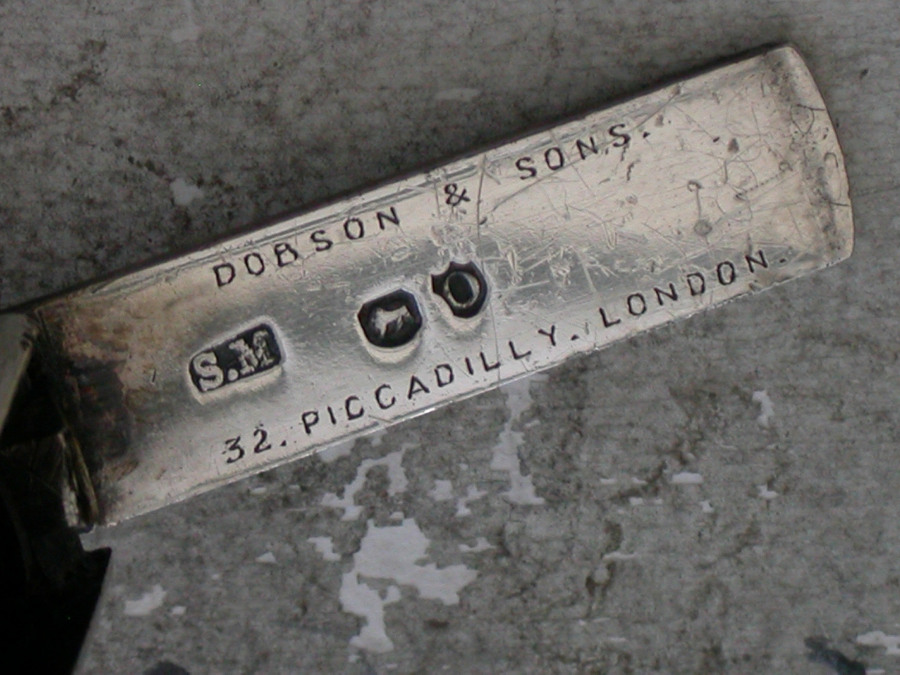 DOBSON & SONS.
S.M O
32. PICCADILLY. LONDON.